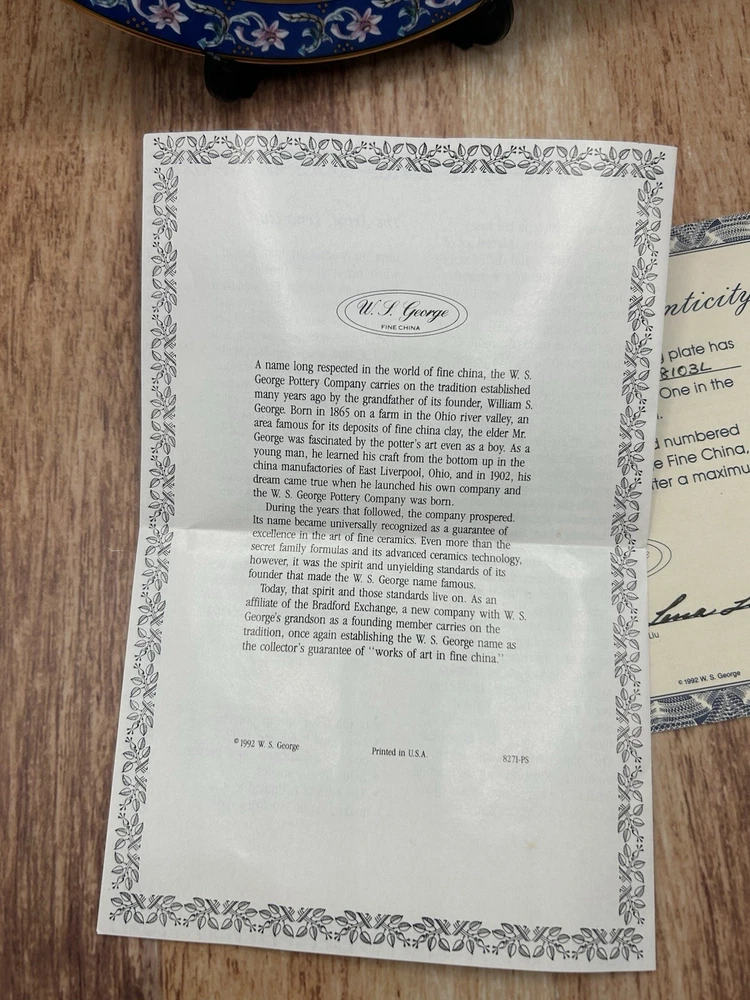 W. S. George
FINE CHINA
A name long respected in the world of fine china, the W. S.
George Pottery Company carries on the tradition established
many years ago by the grandfather of its founder, William S.
George. Born in 1865 on a farm in the Ohio river valley, an
area famous for its deposits of fine china clay, the elder Mr.
George was fascinated by the potter's art even as a boy. As a
young man, he learned his craft from the bottom up in the
china manufactories of East Liverpool, Ohio, and in 1902, his
dream came true when he launched his own company and
the W. S. George Pottery Company was born.
During the years that followed, the company prospered.
Its name became universally recognized as a guarantee of
excellence in the art of fine ceramics. Even more than the
secret family formulas and its advanced ceramics technology,
however, it was the spirit and unyielding standards of its
founder that made the W. S. George name famous.
Today, that spirit and those standards live on. As an
affiliate of the Bradford Exchange, a new company with W. S.
George's grandson as a founding member carries on the
tradition, once again establishing the W. S. George name as
the collector's guarantee of "works of art in fine china."
©1992 W. S. George Printed in U.S.A. 8271-PS
nticity
plate has
8103L
One in the
numbered
e Fine China,
fter a maximu
Lena L
Liu
©1992 W. S. George